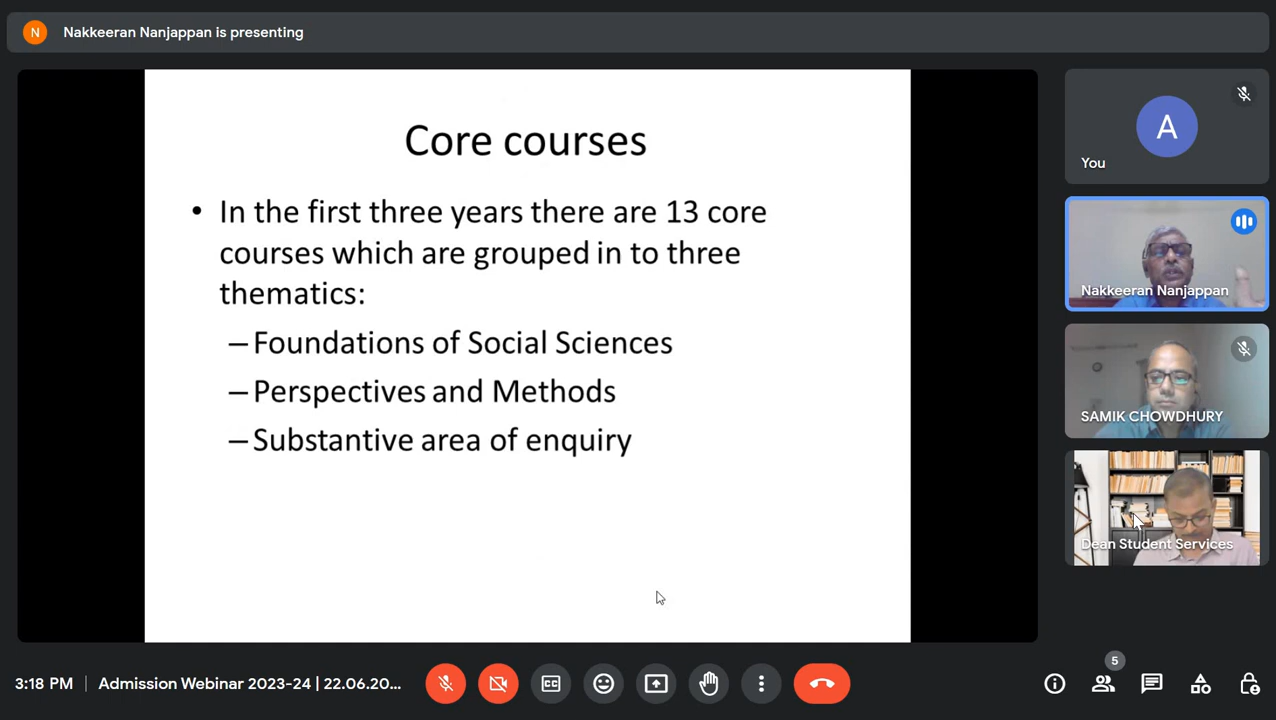 N Nakkeeran Nanjappan is presenting
Core courses
• In the first three years there are 13 core
courses which are grouped in to three
thematics:
– Foundations of Social Sciences
– Perspectives and Methods
– Substantive area of enquiry
A
You
Nakkeeran Nanjappan
SAMIK CHOWDHURY
Dean Student Services
3:18 PM | Admission Webinar 2023-24 | 22.06.20...
CC
5